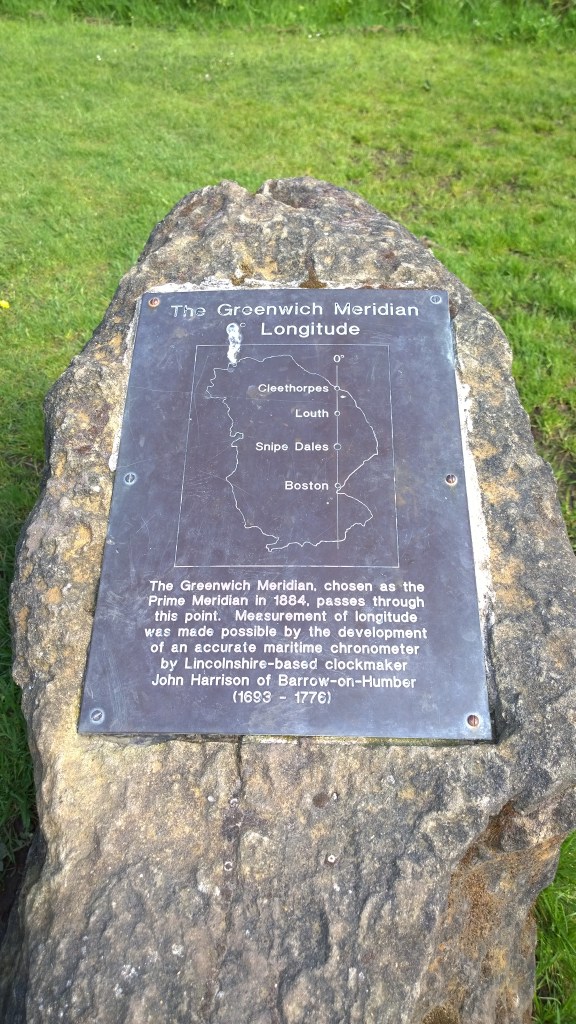 The Greenwich Meridian
° Longitude
0°
Cleethorpes
Louth
Snipe Dales
Boston
The Greenwich Meridian, chosen as the
Prime Meridian in 1884, passes through
this point. Measurement of longitude
was made possible by the development
of an accurate maritime chronometer
by Lincolnshire-based clockmaker
John Harrison of Barrow-on-Humber
(1693 - 1776)